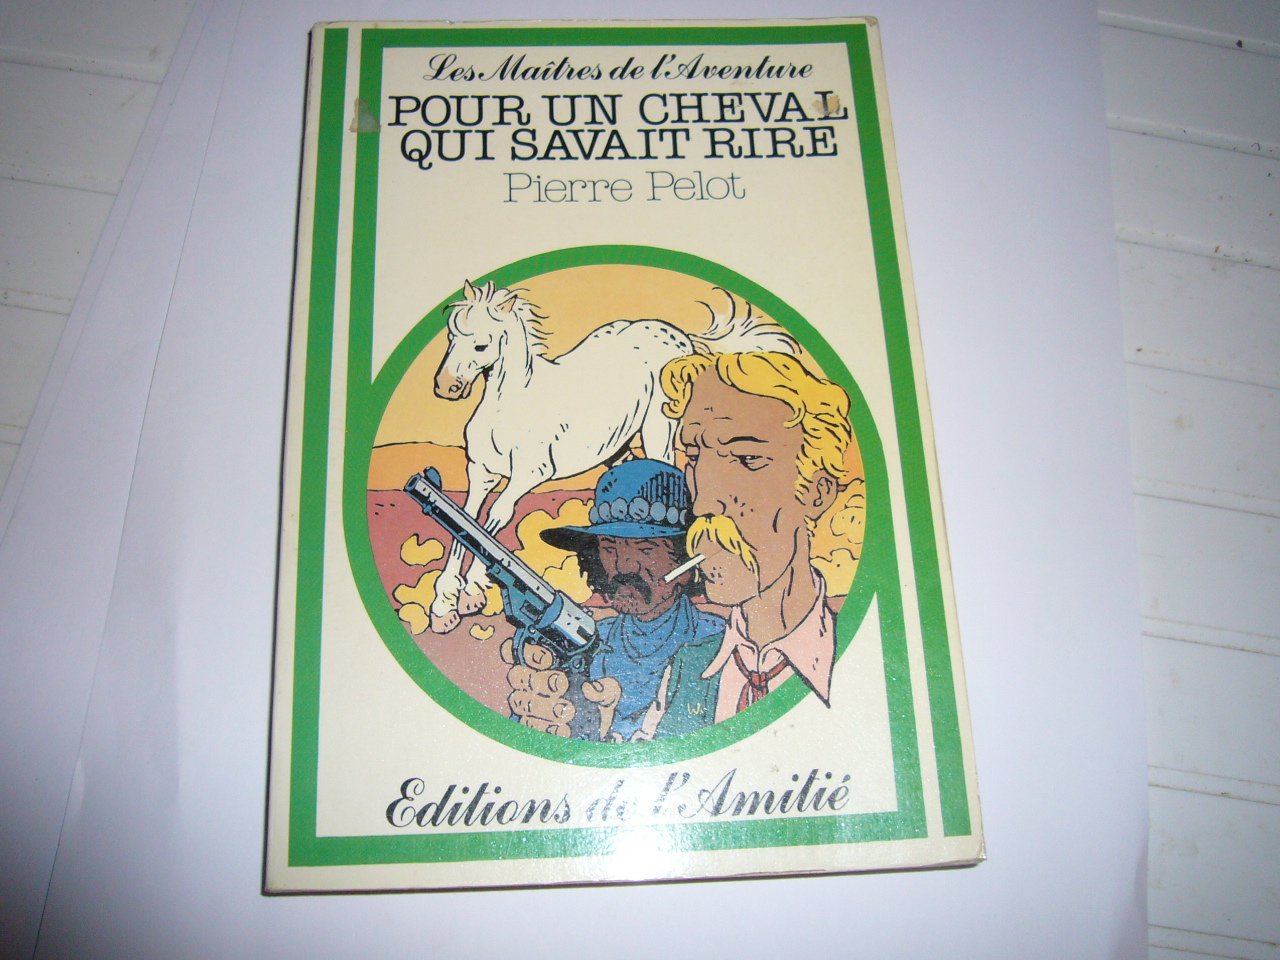 Les Maîtres de l'Aventure
POUR UN CHEVAL
QUI SAVAIT RIRE
Pierre Pelot
W.
Editions de l'Amitié